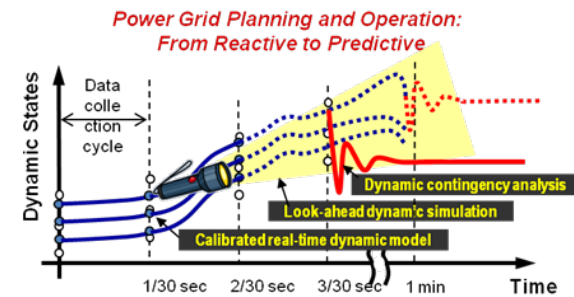 Power Grid Planning and Operation:
From Reactive to Predictive
Data
colle
ction
cycle
Dynamic States
Dynamic contingency analysis
Look-ahead dynamic simulation
Calibrated real-time dynamic model
1/30 sec
2/30 sec
3/30 sec
1 min
Time